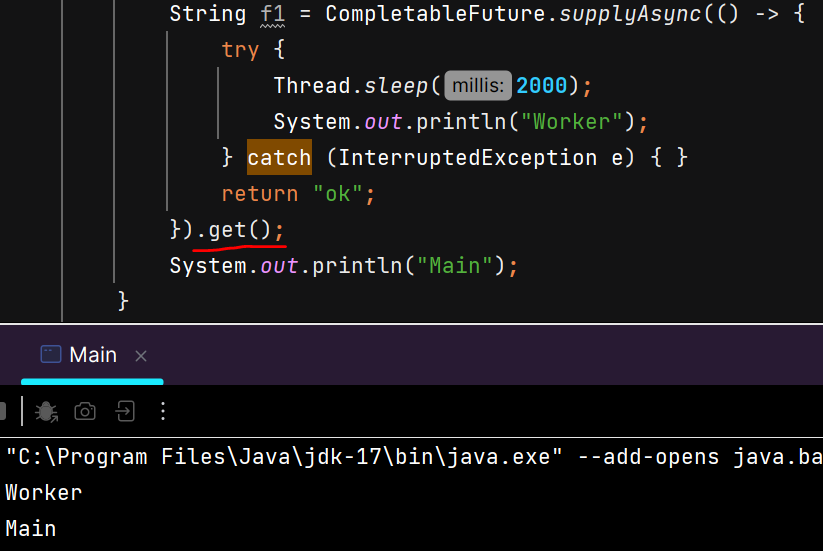 String f1 = CompletableFuture.supplyAsync(() -> {
try {
Thread.sleep( millis: 2000);
System.out.println("Worker");
} catch (InterruptedException e) { }
return "ok";
}).get();
System.out.println("Main");
}
Main ×
"C:\Program Files\Java\jdk-17\bin\java.exe" --add-opens java.ba
Worker
Main